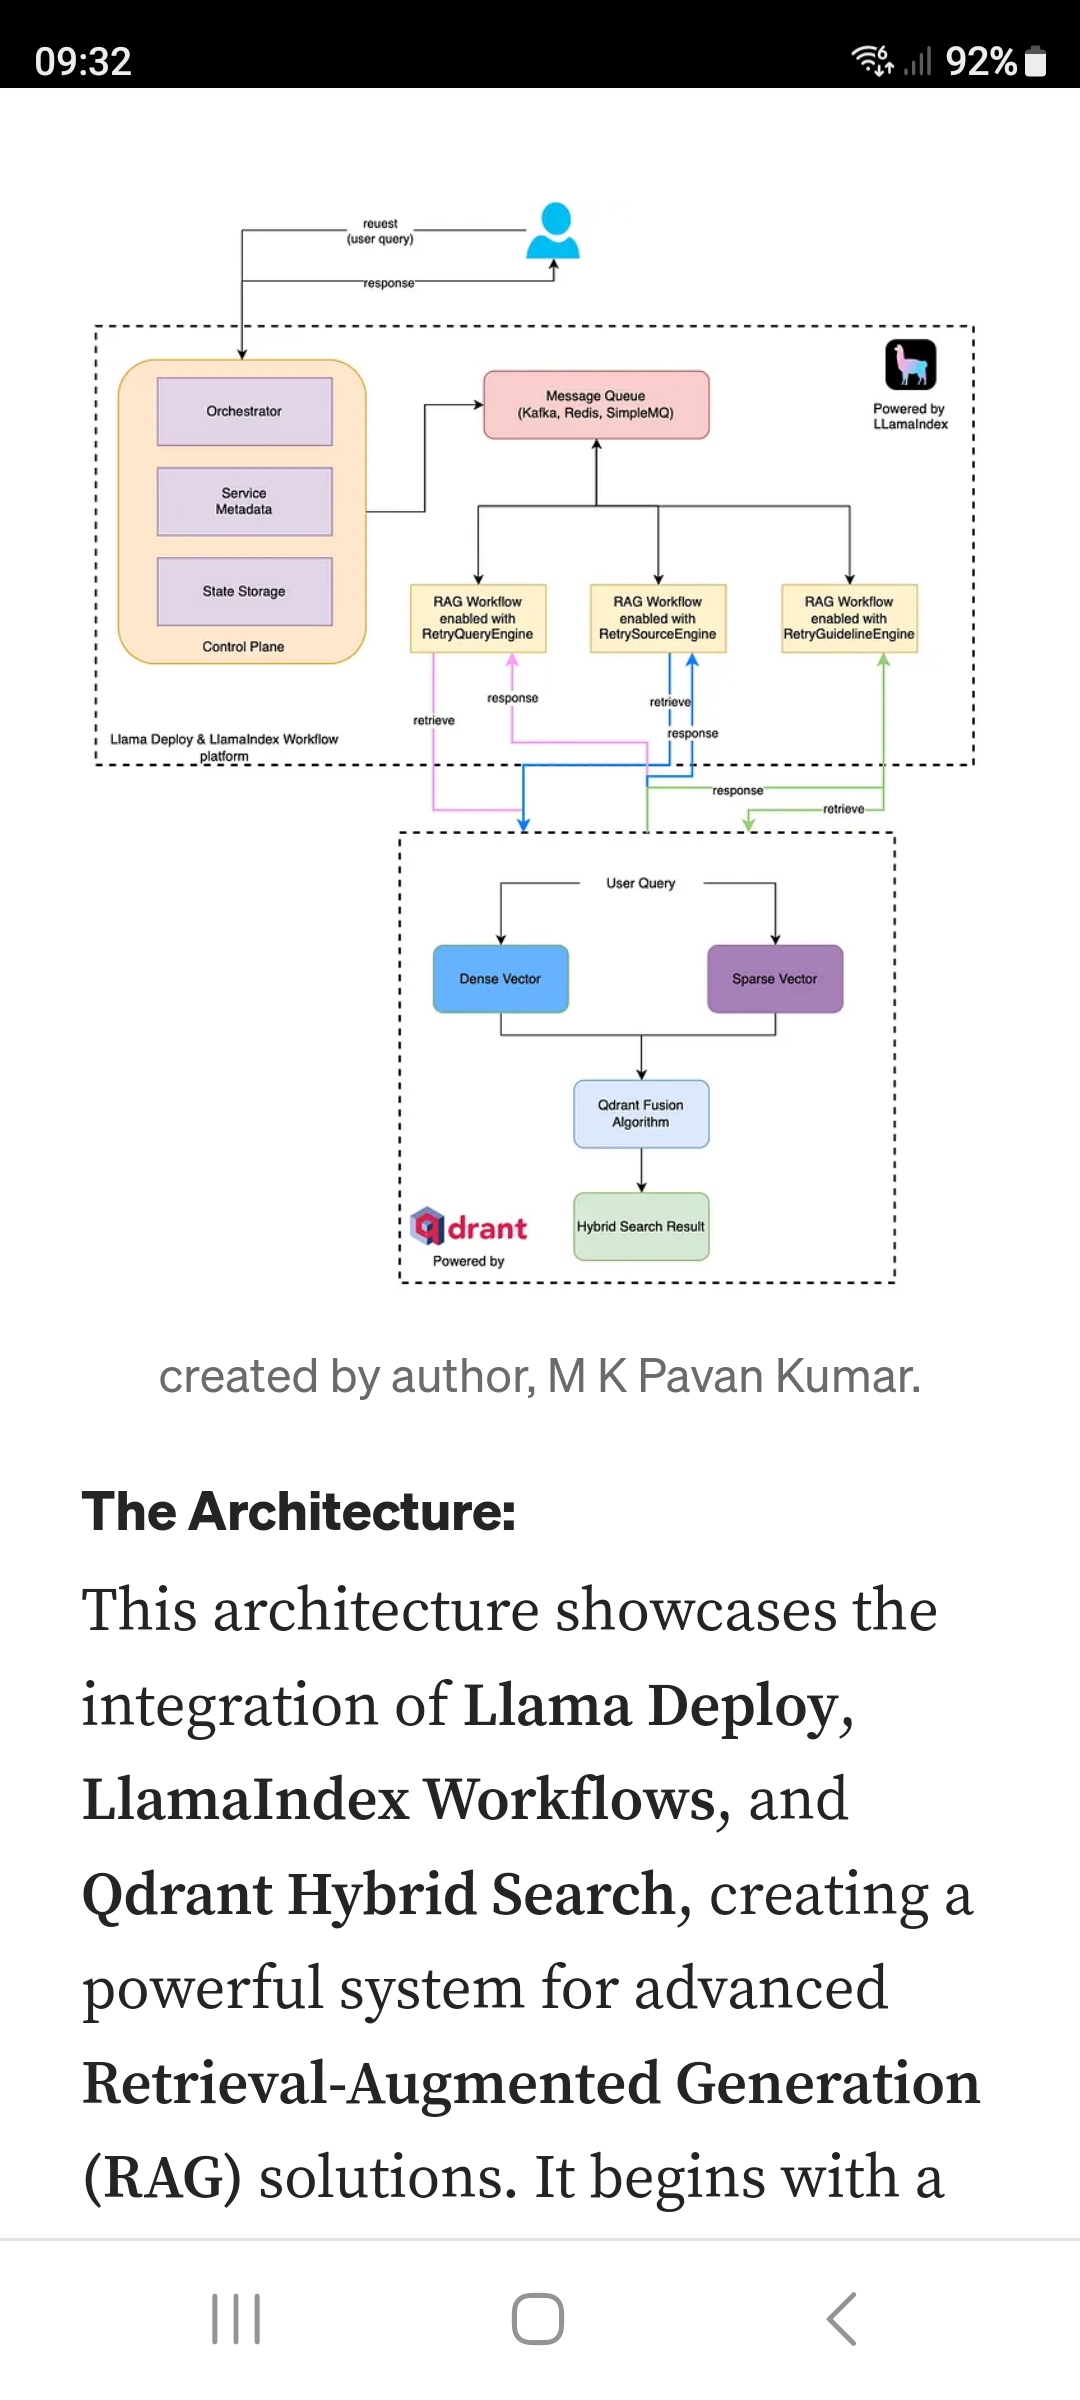 09:32
6
92%
reuest
(user query)
response
Orchestrator
Service
Metadata
State Storage
Control Plane
Message Queue
(Kafka, Redis, SimpleMQ)
Powered by
LLamaIndex
RAG Workflow
enabled with
RetryQueryEngine
RAG Workflow
enabled with
RetrySourceEngine
RAG Workflow
enabled with
RetryGuidelineEngine
retrieve
response
retrieve
response
response
retrieve
Llama Deploy & LlamaIndex Workflow
platform
User Query
Dense Vector
Sparse Vector
Qdrant Fusion
Algorithm
Hybrid Search Result
qdrant
Powered by
created by author, M K Pavan Kumar.
The Architecture:
This architecture showcases the
integration of Llama Deploy,
LlamaIndex Workflows, and
Qdrant Hybrid Search, creating a
powerful system for advanced
Retrieval-Augmented Generation
(RAG) solutions. It begins with a